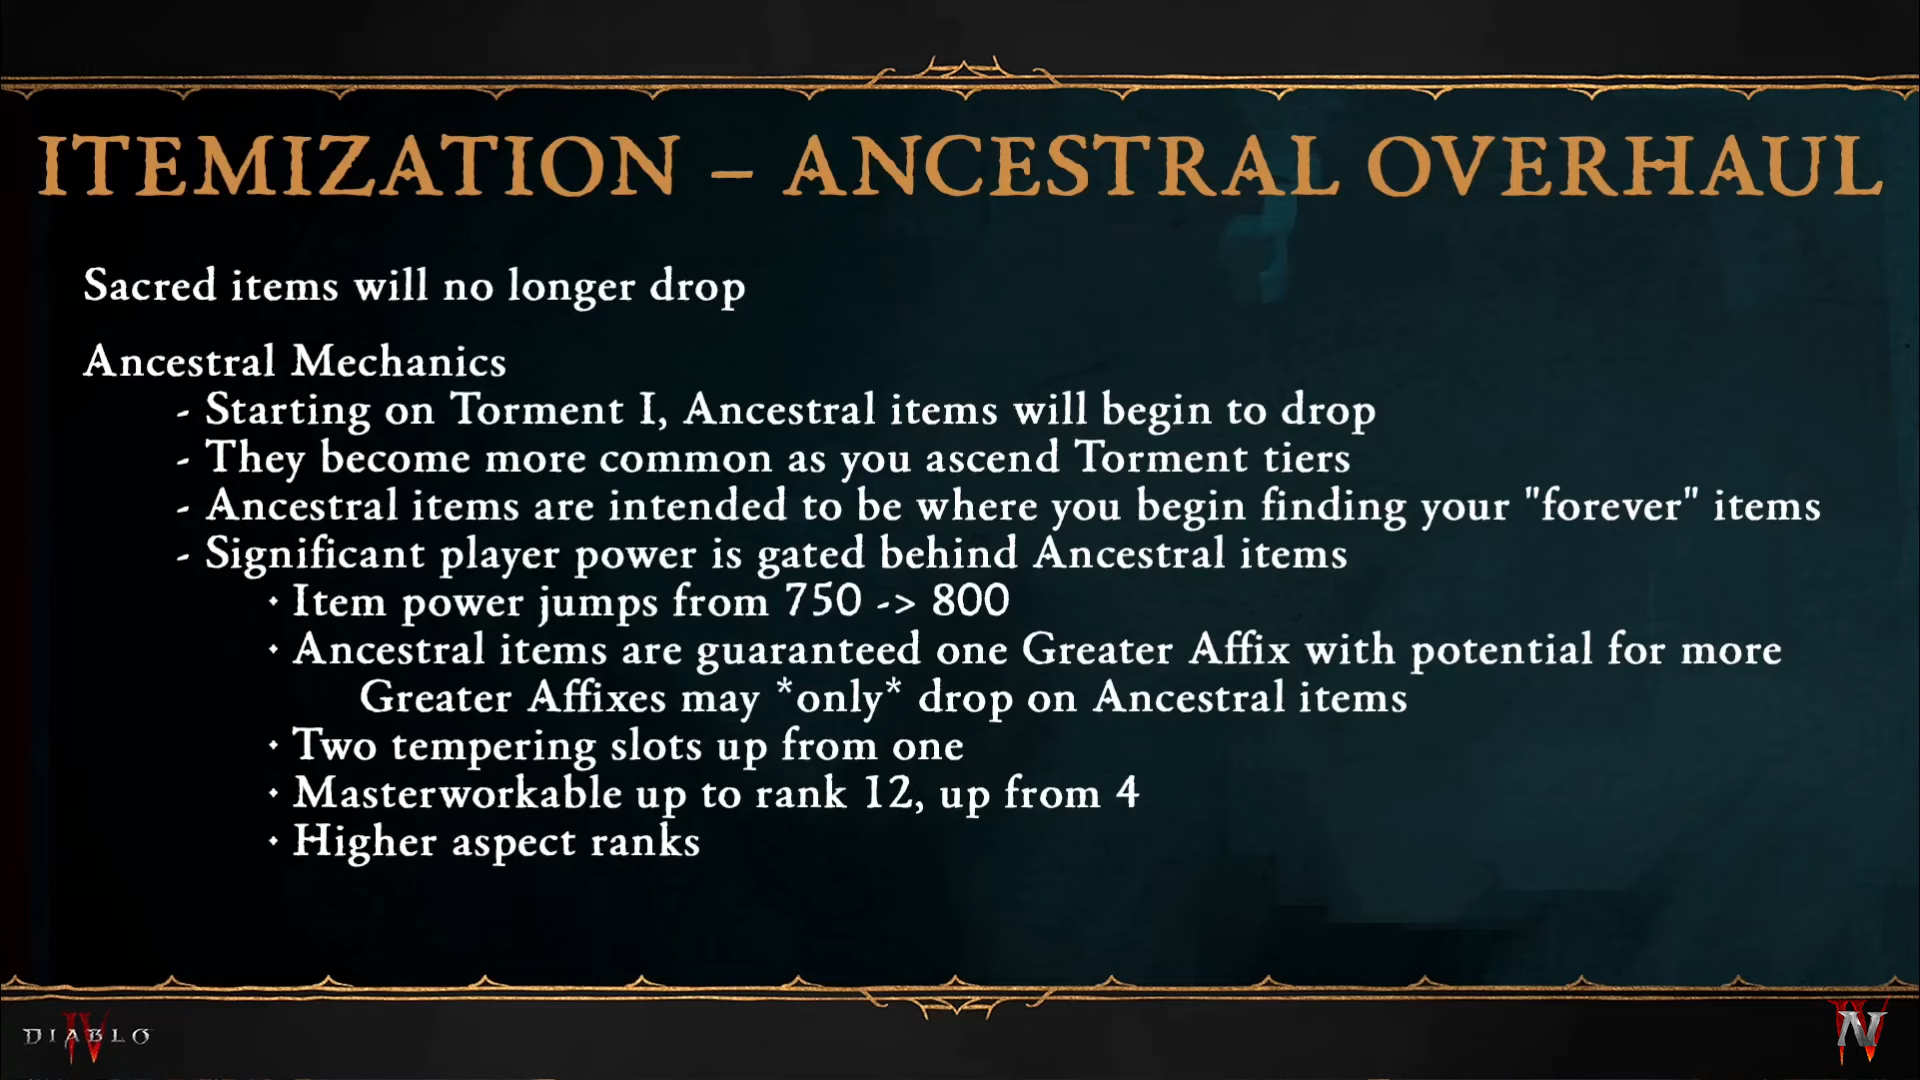 ITEMIZATION – ANCESTRAL OVERHAUL
Sacred items will no longer drop
Ancestral Mechanics
- Starting on Torment I, Ancestral items will begin to drop
- They become more common as you ascend Torment tiers
- Ancestral items are intended to be where you begin finding your "forever" items
- Significant player power is gated behind Ancestral items
· Item power jumps from 750 -> 800
· Ancestral items are guaranteed one Greater Affix with potential for more
Greater Affixes may *only* drop on Ancestral items
· Two tempering slots up from one
· Masterworkable up to rank 12, up from 4
· Higher aspect ranks
DIABLO IV
IV N